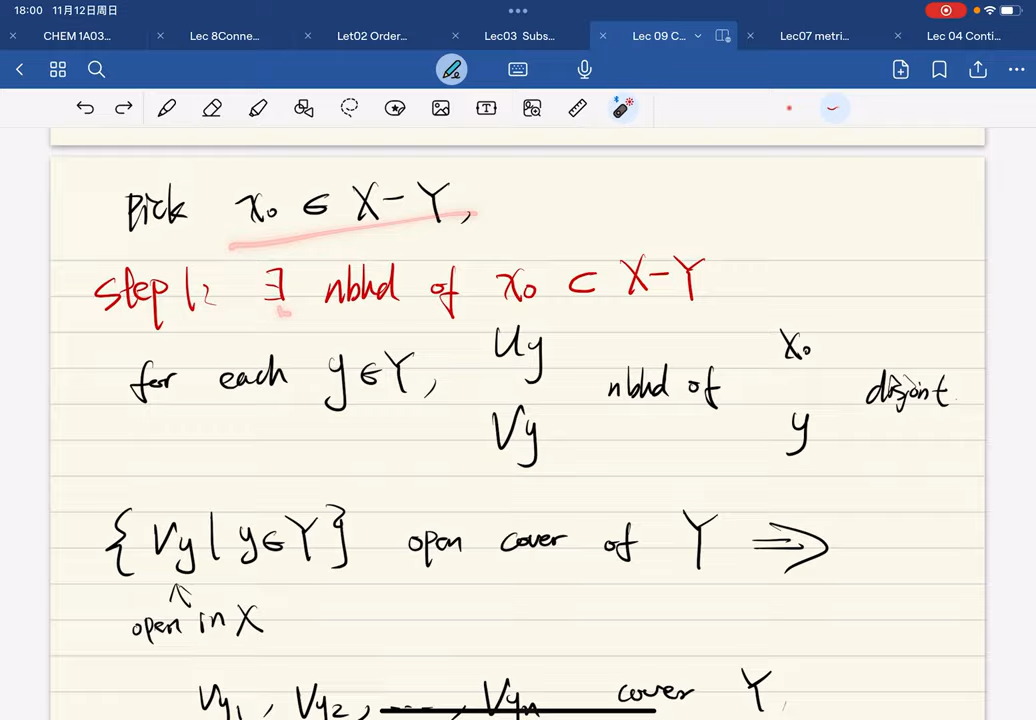 18:00 11月12日周日
CHEM 1A03... Lec 8Conne... Let02 Order... Lec03 Subs... Lec 09 C... Lec07 metri... Lec 04 Conti...
Pick x₀ ∈ X − Y,
step 1: ∃ nbhd of x₀ ⊂ X − Y
for each y ∈ Y, Uy Vy nbhd of x₀ y disjoint
{ Vy | y ∈ Y } open cover of Y ⟹
↑
open in X
Vy₁, Vy₂, ---, Vyₙ cover Y